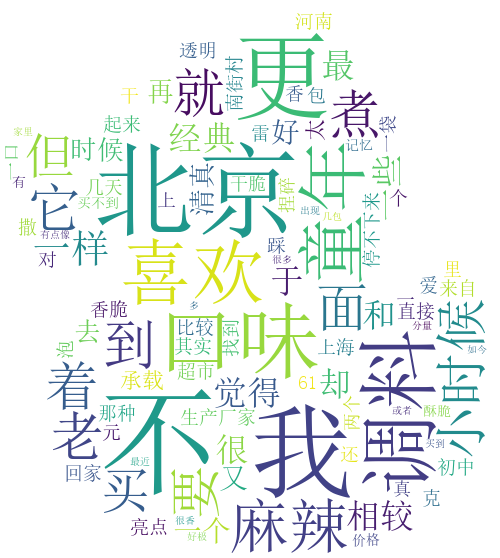 河南
透明
更
最
南街村
香包
干
再
就
煮
太
起来
经典
好
雷
一袋
记忆
家里
一口
但
时候
北京
童年
些
一个
有
几天
清真
干脆
捏碎
买不到
它
上
停不下来
撒
有点像
出现
几包
一样
踩
对
喜欢
于
爱
里
很多
面
和
来自
小时候
香脆
到
口味
多
一
直接
去
比较
找到
泡
其实
上海
分量
调料
着
承载
超市
觉得
却
61
两个
如今
老
那种
生产厂家
不
我
或者
酥脆
元
很
还
初中
买到
回家
买
要
又
真
克
最近
亮点
一个
很香
麻辣
相较
价格
好极